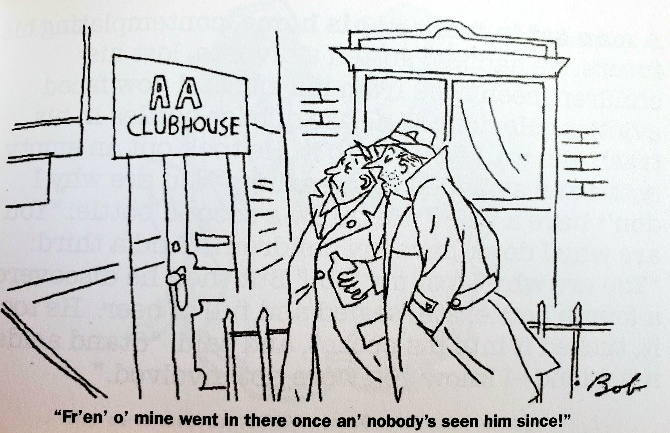 AA
CLUBHOUSE
Bob
"Fr'en' o' mine went in there once an' nobody's seen him since!"